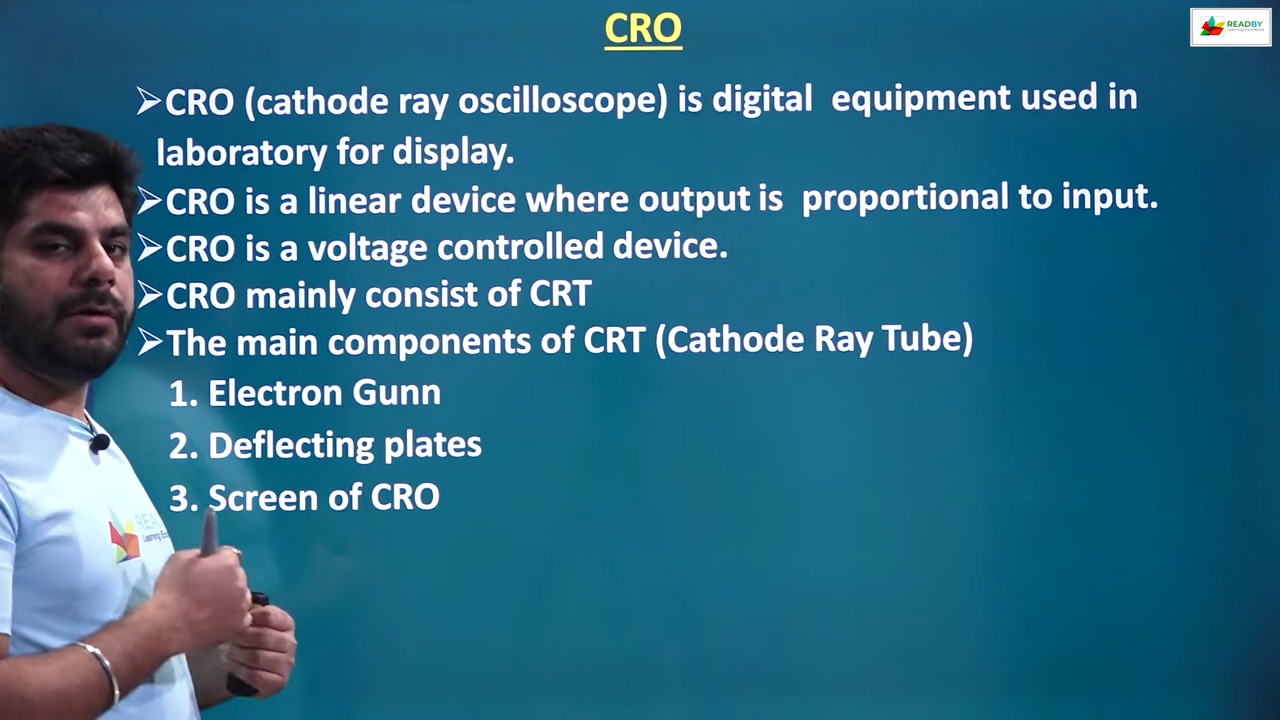 CRO
READBY
Learning Excellence
➢CRO (cathode ray oscilloscope) is digital equipment used in
laboratory for display.
➢CRO is a linear device where output is proportional to input.
➢CRO is a voltage controlled device.
➢CRO mainly consist of CRT
➢The main components of CRT (Cathode Ray Tube)
1. Electron Gunn
2. Deflecting plates
3. Screen of CRO